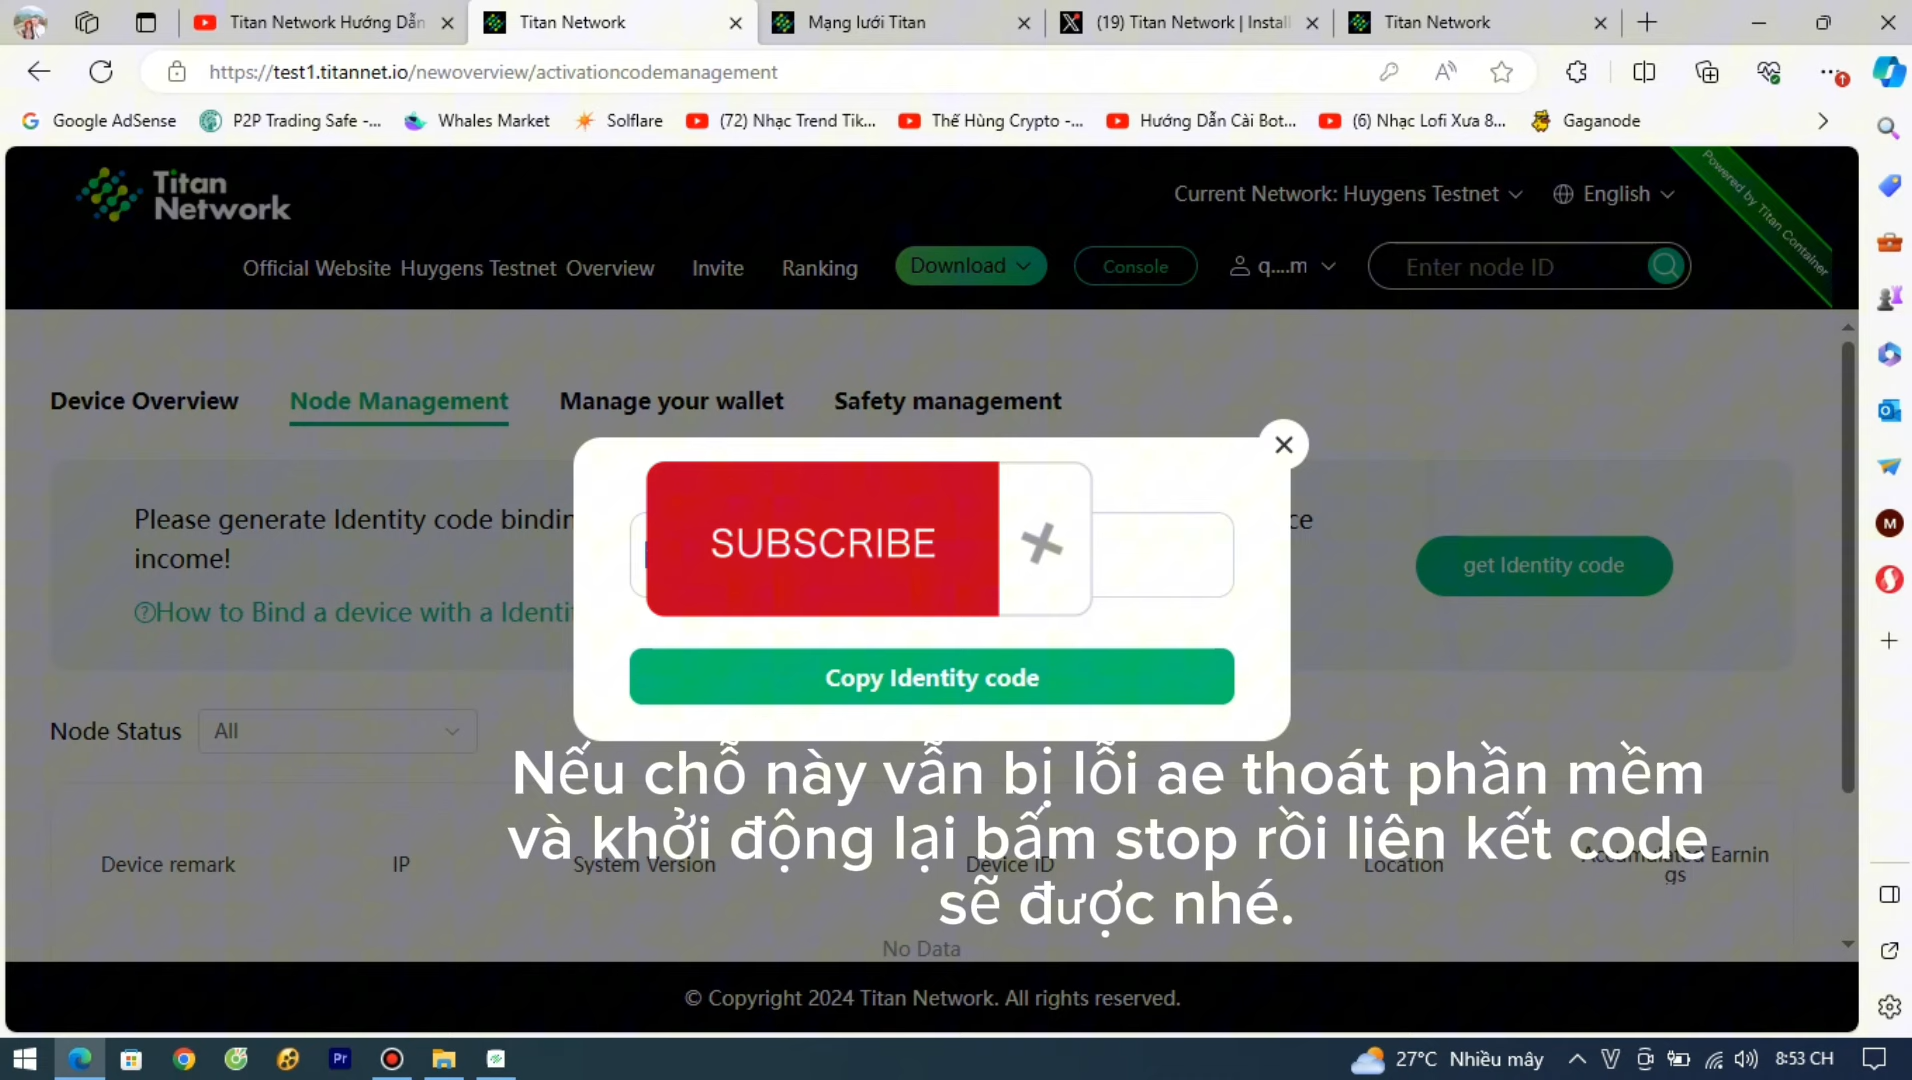 Titan Network Hướng Dẫn
Titan Network
Mạng lưới Titan
(19) Titan Network | Install
Titan Network
https://test1.titannet.io/newoverview/activationcodemanagement
Google AdSense
P2P Trading Safe -...
Whales Market
Solflare
(72) Nhạc Trend Tik...
Thế Hùng Crypto -...
Hướng Dẫn Cài Bot...
(6) Nhạc Lofi Xưa 8...
Gaganode
Titan
Network
Current Network: Huygens Testnet
English
Powered by Titan Container
Official Website
Huygens Testnet
Overview
Invite
Ranking
Download
Console
q....m
Enter node ID
Device Overview
Node Management
Manage your wallet
Safety management
Please generate Identity code
ce
income!
How to Bind a device with a
get Identity code
SUBSCRIBE
Copy Identity code
Node Status
All
Nếu chỗ này vẫn bị lỗi ae thoát phần mềm
và khởi động lại bấm stop rồi liên kết code
sẽ được nhé.
Device remark
IP
System Version
Device ID
Location
Accumulated Earnin
gs
No Data
© Copyright 2024 Titan Network. All rights reserved.
M
Pr
27°C Nhiều mây
8:53 CH